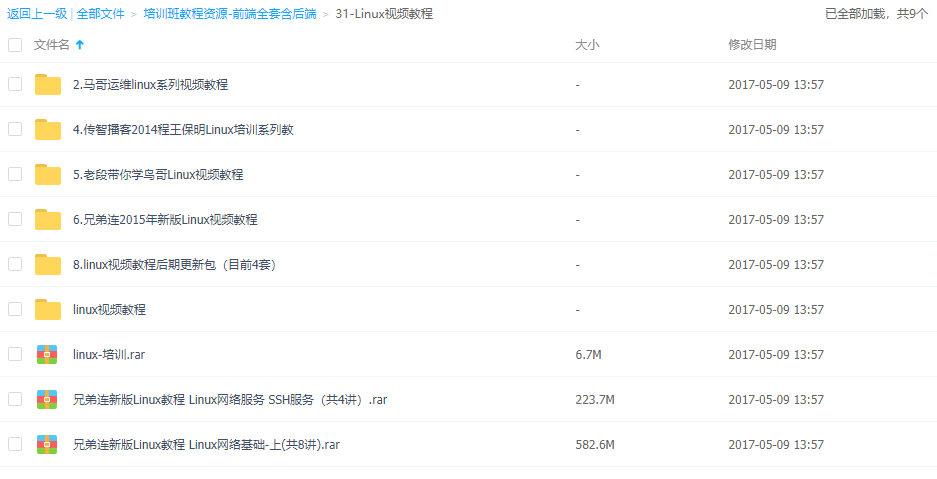 返回上一级 | 全部文件 > 培训班教程资源-前端全套含后端 > 31-Linux视频教程 已全部加载，共9个
文件名 大小 修改日期
2.马哥运维linux系列视频教程 - 2017-05-09 13:57
4.传智播客2014程王保明Linux培训系列教 - 2017-05-09 13:57
5.老段带你学鸟哥Linux视频教程 - 2017-05-09 13:57
6.兄弟连2015年新版Linux视频教程 - 2017-05-09 13:57
8.linux视频教程后期更新包（目前4套） - 2017-05-09 13:57
linux视频教程 - 2017-05-09 13:57
linux-培训.rar 6.7M 2017-05-09 13:57
兄弟连新版Linux教程 Linux网络服务 SSH服务（共4讲）.rar 223.7M 2017-05-09 13:57
兄弟连新版Linux教程 Linux网络基础-上(共8讲).rar 582.6M 2017-05-09 13:57